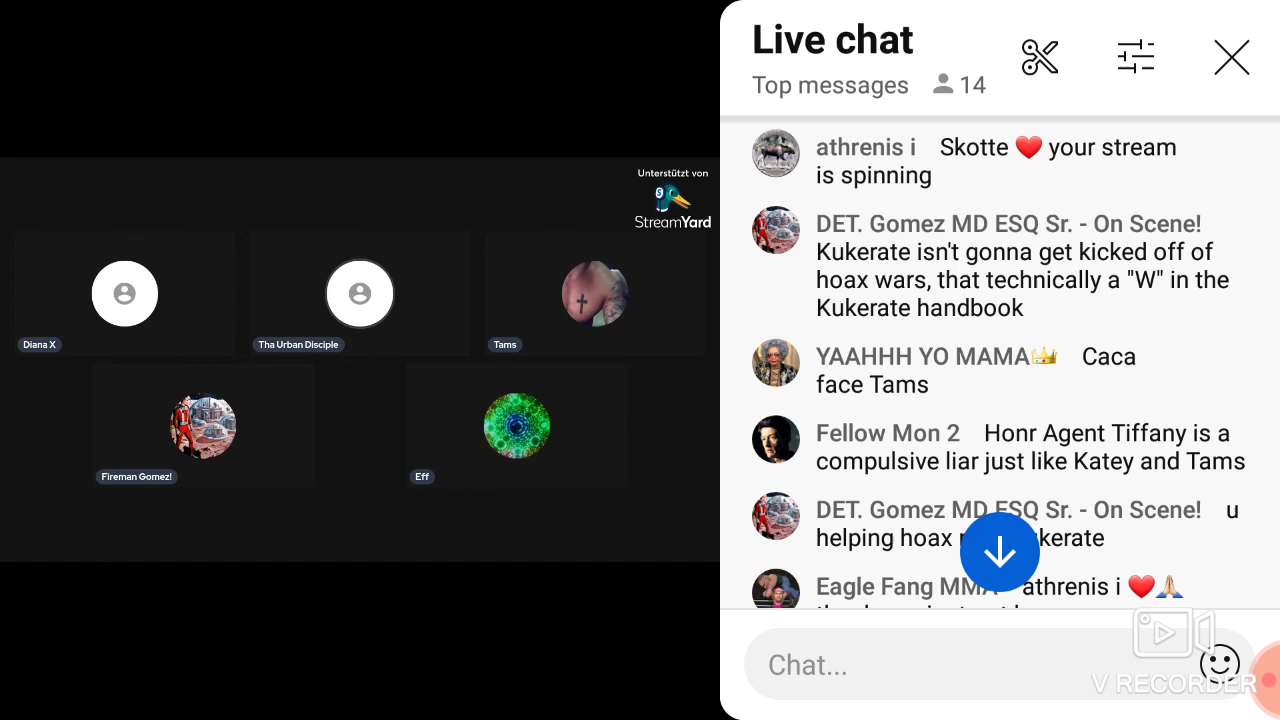 Unterstützt von
StreamYard
Diana X
Tha Urban Disciple
Tams
Fireman Gomez!
Eff
Live chat
Top messages 14
athrenis i Skotte ❤️ your stream
is spinning
DET. Gomez MD ESQ Sr. - On Scene!
Kukerate isn't gonna get kicked off of
hoax wars, that technically a "W" in the
Kukerate handbook
YAAHHH YO MAMA👑 Caca
face Tams
Fellow Mon 2 Honr Agent Tiffany is a
compulsive liar just like Katey and Tams
DET. Gomez MD ESQ Sr. - On Scene! u
helping hoax
Eagle Fang MMA athrenis i ❤️🙏
Chat...
V RECORDER